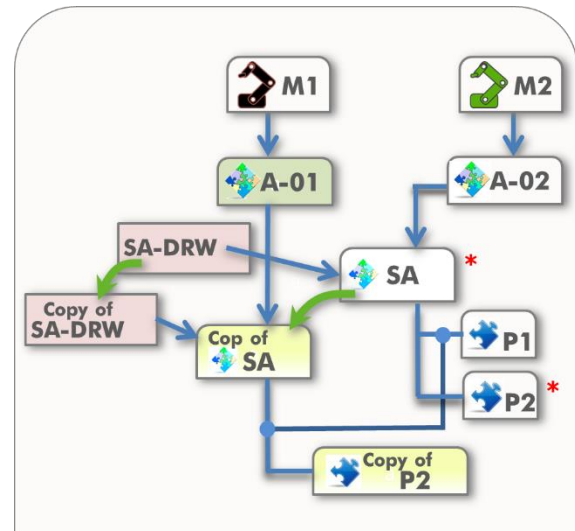 M1
M2
A-01
A-02
SA-DRW
SA *
Copy of
SA-DRW
Cop of
SA
P1
P2 *
Copy of
P2